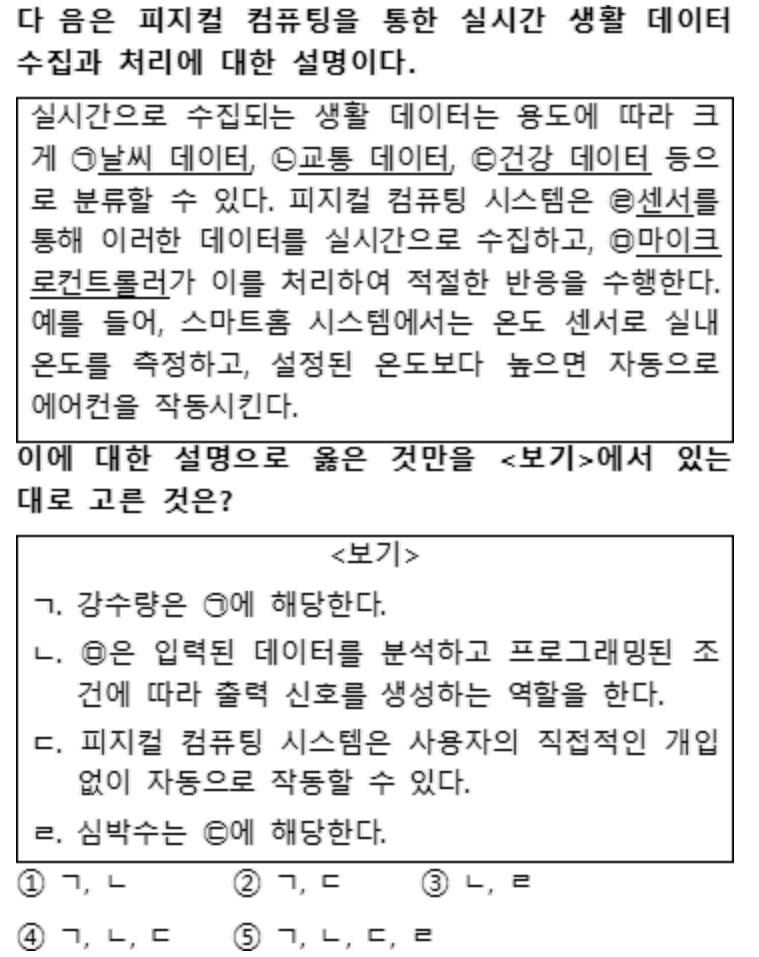 다 음은 피지컬 컴퓨팅을 통한 실시간 생활 데이터
수집과 처리에 대한 설명이다.
실시간으로 수집되는 생활 데이터는 용도에 따라 크
게 ㉠날씨 데이터, ㉡교통 데이터, ㉢건강 데이터 등으
로 분류할 수 있다. 피지컬 컴퓨팅 시스템은 ㉣센서를
통해 이러한 데이터를 실시간으로 수집하고, ㉤마이크
로컨트롤러가 이를 처리하여 적절한 반응을 수행한다.
예를 들어, 스마트홈 시스템에서는 온도 센서로 실내
온도를 측정하고, 설정된 온도보다 높으면 자동으로
에어컨을 작동시킨다.
이에 대한 설명으로 옳은 것만을 <보기>에서 있는
대로 고른 것은?
<보기>
ㄱ. 강수량은 ㉠에 해당한다.
ㄴ. ㉤은 입력된 데이터를 분석하고 프로그래밍된 조
건에 따라 출력 신호를 생성하는 역할을 한다.
ㄷ. 피지컬 컴퓨팅 시스템은 사용자의 직접적인 개입
없이 자동으로 작동할 수 있다.
ㄹ. 심박수는 ㉢에 해당한다.
① ㄱ, ㄴ ② ㄱ, ㄷ ③ ㄴ, ㄹ
④ ㄱ, ㄴ, ㄷ ⑤ ㄱ, ㄴ, ㄷ, ㄹ